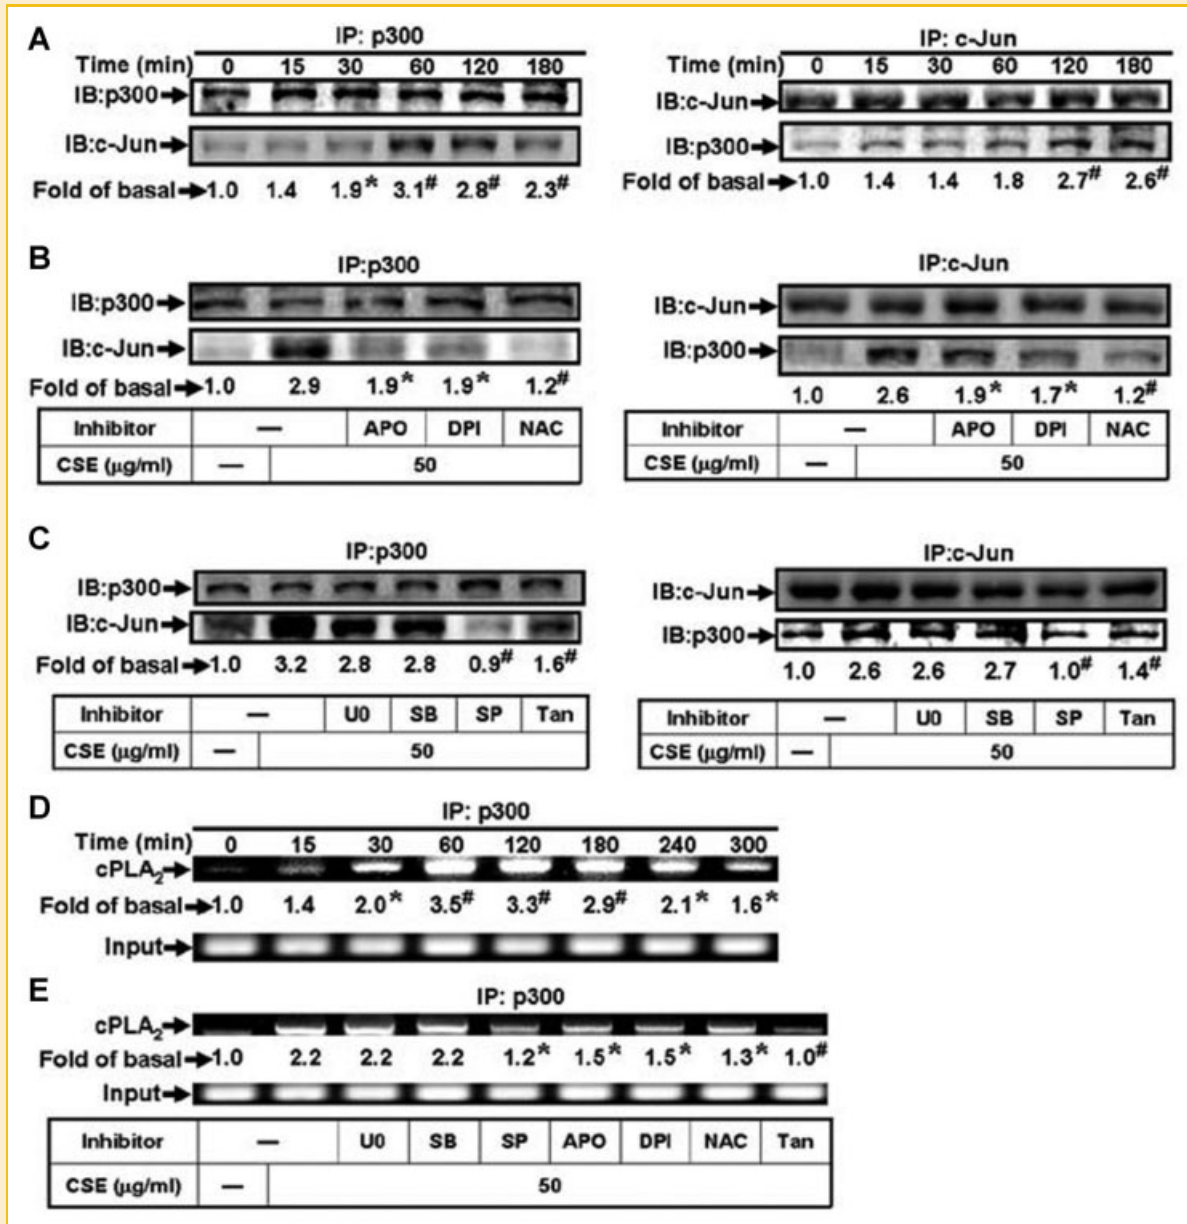 A
IP: p300
Time (min) 0 15 30 60 120 180
IB:p300
IB:c-Jun
Fold of basal 1.0 1.4 1.9* 3.1# 2.8# 2.3#
IP: c-Jun
Time (min) 0 15 30 60 120 180
IB:c-Jun
IB:p300
Fold of basal 1.0 1.4 1.4 1.8 2.7# 2.6#
B
IP:p300
IB:p300
IB:c-Jun
Fold of basal 1.0 2.9 1.9* 1.9* 1.2#
Inhibitor — APO DPI NAC
CSE (μg/ml) — 50
IP:c-Jun
IB:c-Jun
IB:p300
1.0 2.6 1.9* 1.7* 1.2#
Inhibitor — APO DPI NAC
CSE (μg/ml) — 50
C
IP:p300
IB:p300
IB:c-Jun
Fold of basal 1.0 3.2 2.8 2.8 0.9# 1.6#
Inhibitor — U0 SB SP Tan
CSE (μg/ml) — 50
IP:c-Jun
IB:c-Jun
IB:p300
1.0 2.6 2.6 2.7 1.0# 1.4#
Inhibitor — U0 SB SP Tan
CSE (μg/ml) — 50
D
IP: p300
Time (min) 0 15 30 60 120 180 240 300
cPLA2
Fold of basal 1.0 1.4 2.0* 3.5# 3.3# 2.9# 2.1* 1.6*
Input
E
IP: p300
cPLA2
Fold of basal 1.0 2.2 2.2 2.2 1.2* 1.5* 1.5* 1.3* 1.0#
Input
Inhibitor — U0 SB SP APO DPI NAC Tan
CSE (μg/ml) — 50